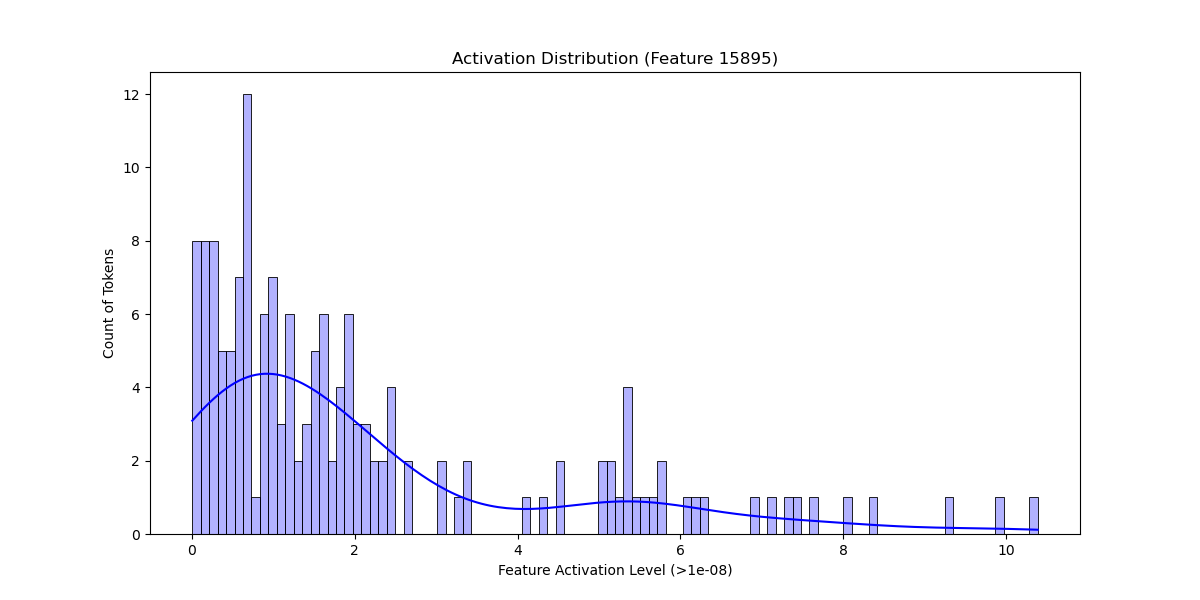 Activation Distribution (Feature 15895)
12
10
8
6
4
2
0
Count of Tokens
0 2 4 6 8 10
Feature Activation Level (>1e-08)